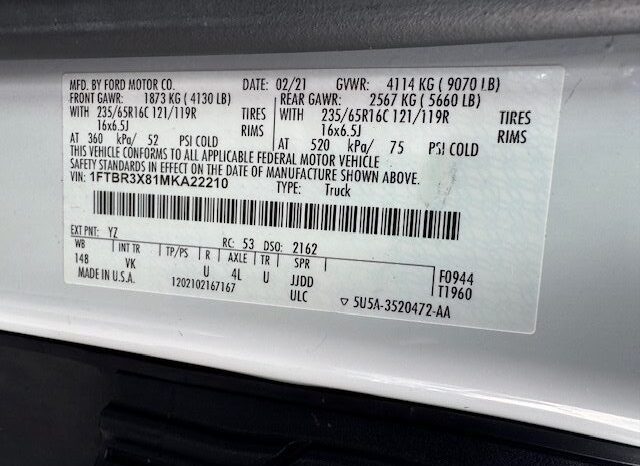 MFD. BY FORD MOTOR CO. DATE: 02/21 GVWR: 4114 KG ( 9070 LB)
FRONT GAWR: 1873 KG ( 4130 LB) REAR GAWR: 2567 KG ( 5660 LB)
WITH 235/65R16C 121/119R TIRES WITH 235/65R16C 121/119R TIRES
16x6.5J RIMS 16x6.5J RIMS
AT 360 kPa/ 52 PSI COLD AT 520 kPa/ 75 PSI COLD
THIS VEHICLE CONFORMS TO ALL APPLICABLE FEDERAL MOTOR VEHICLE
SAFETY STANDARDS IN EFFECT ON THE DATE OF MANUFACTURE SHOWN ABOVE.
VIN: 1FTBR3X81MKA22210 TYPE: Truck
EXT PNT: YZ RC: 53 DSO: 2162
WB INT TR TP/PS R AXLE TR SPR F0944
148 VK U 4L U JJDD T1960
MADE IN U.S.A. 1202102167167 ULC ▽ 5U5A-3520472-AA